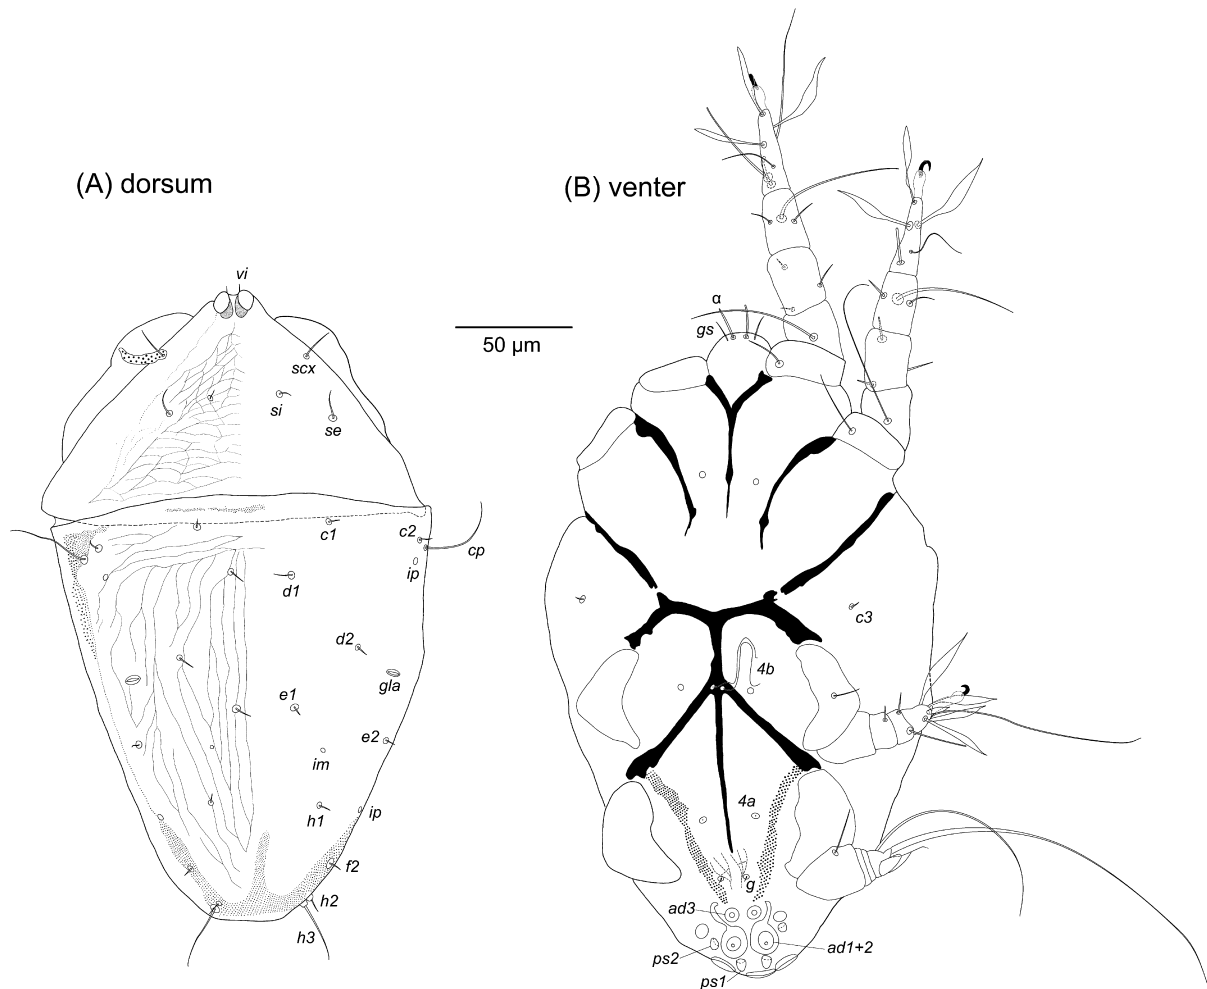 (A) dorsum
(B) venter
vi
50 µm
scx
si
se
c1
c2
cp
ip
d1
d2
gla
e1
e2
im
h1
ip
f2
h2
h3
α
gs
c3
4b
4a
g
ad3
ad1+2
ps2
ps1